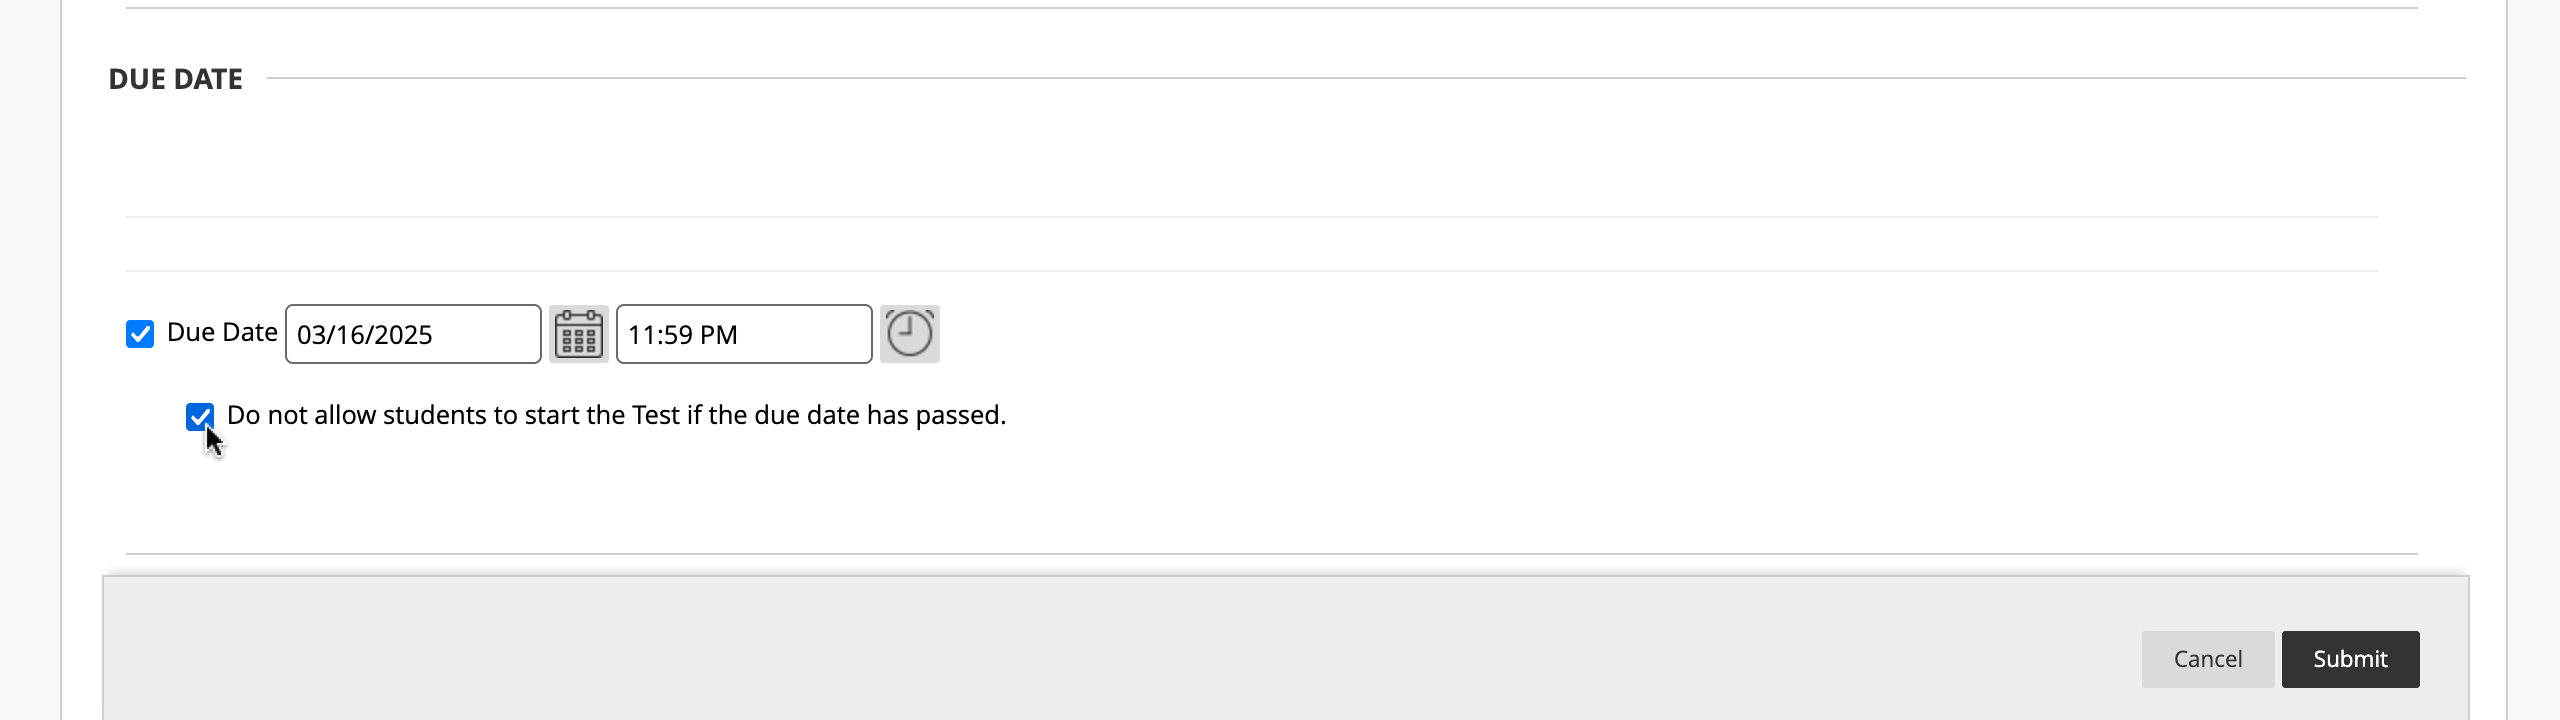 DUE DATE
Due Date 03/16/2025 11:59 PM
Do not allow students to start the Test if the due date has passed.
Cancel Submit